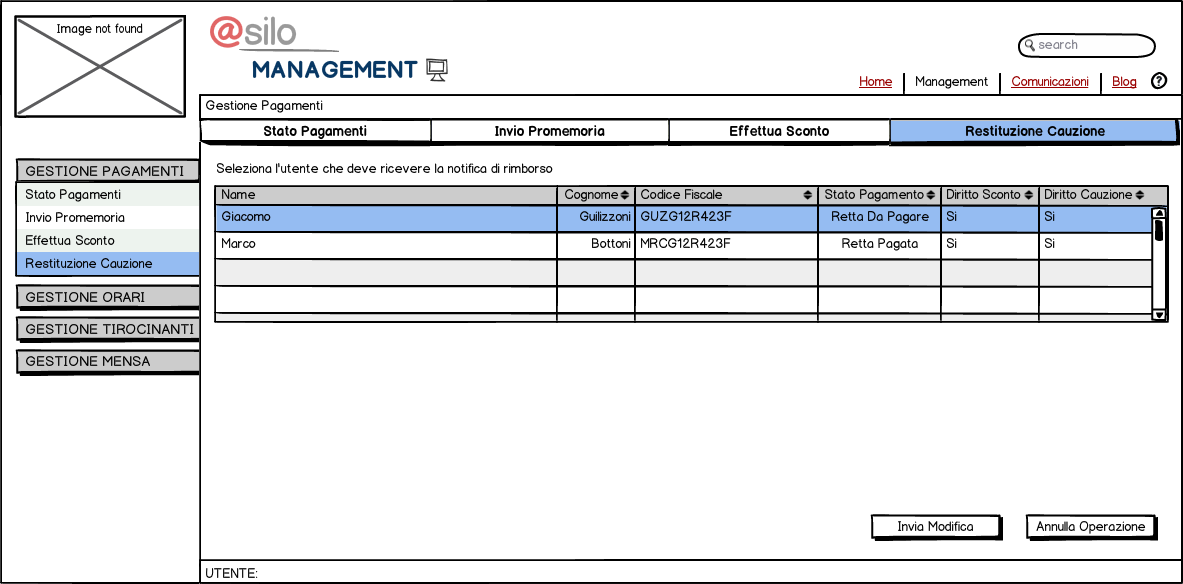 Image not found
@silo
MANAGEMENT
search
Home Management Comunicazioni Blog ?
Gestione Pagamenti
Stato Pagamenti Invio Promemoria Effettua Sconto Restituzione Cauzione
GESTIONE PAGAMENTI
Stato Pagamenti
Invio Promemoria
Effettua Sconto
Restituzione Cauzione
GESTIONE ORARI
GESTIONE TIROCINANTI
GESTIONE MENSA
Seleziona l'utente che deve ricevere la notifica di rimborso
Name Cognome Codice Fiscale Stato Pagamento Diritto Sconto Diritto Cauzione
Giacomo Guilizzoni GUZG12R423F Retta Da Pagare Si Si
Marco Bottoni MRCG12R423F Retta Pagata Si Si
Invia Modifica Annulla Operazione
UTENTE: